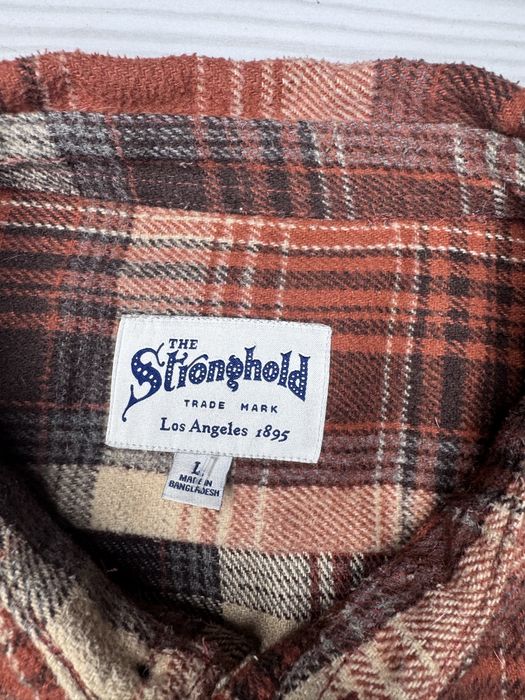 THE
Stronghold
TRADE MARK
Los Angeles 1895
L
MADE IN
BANGLADESH